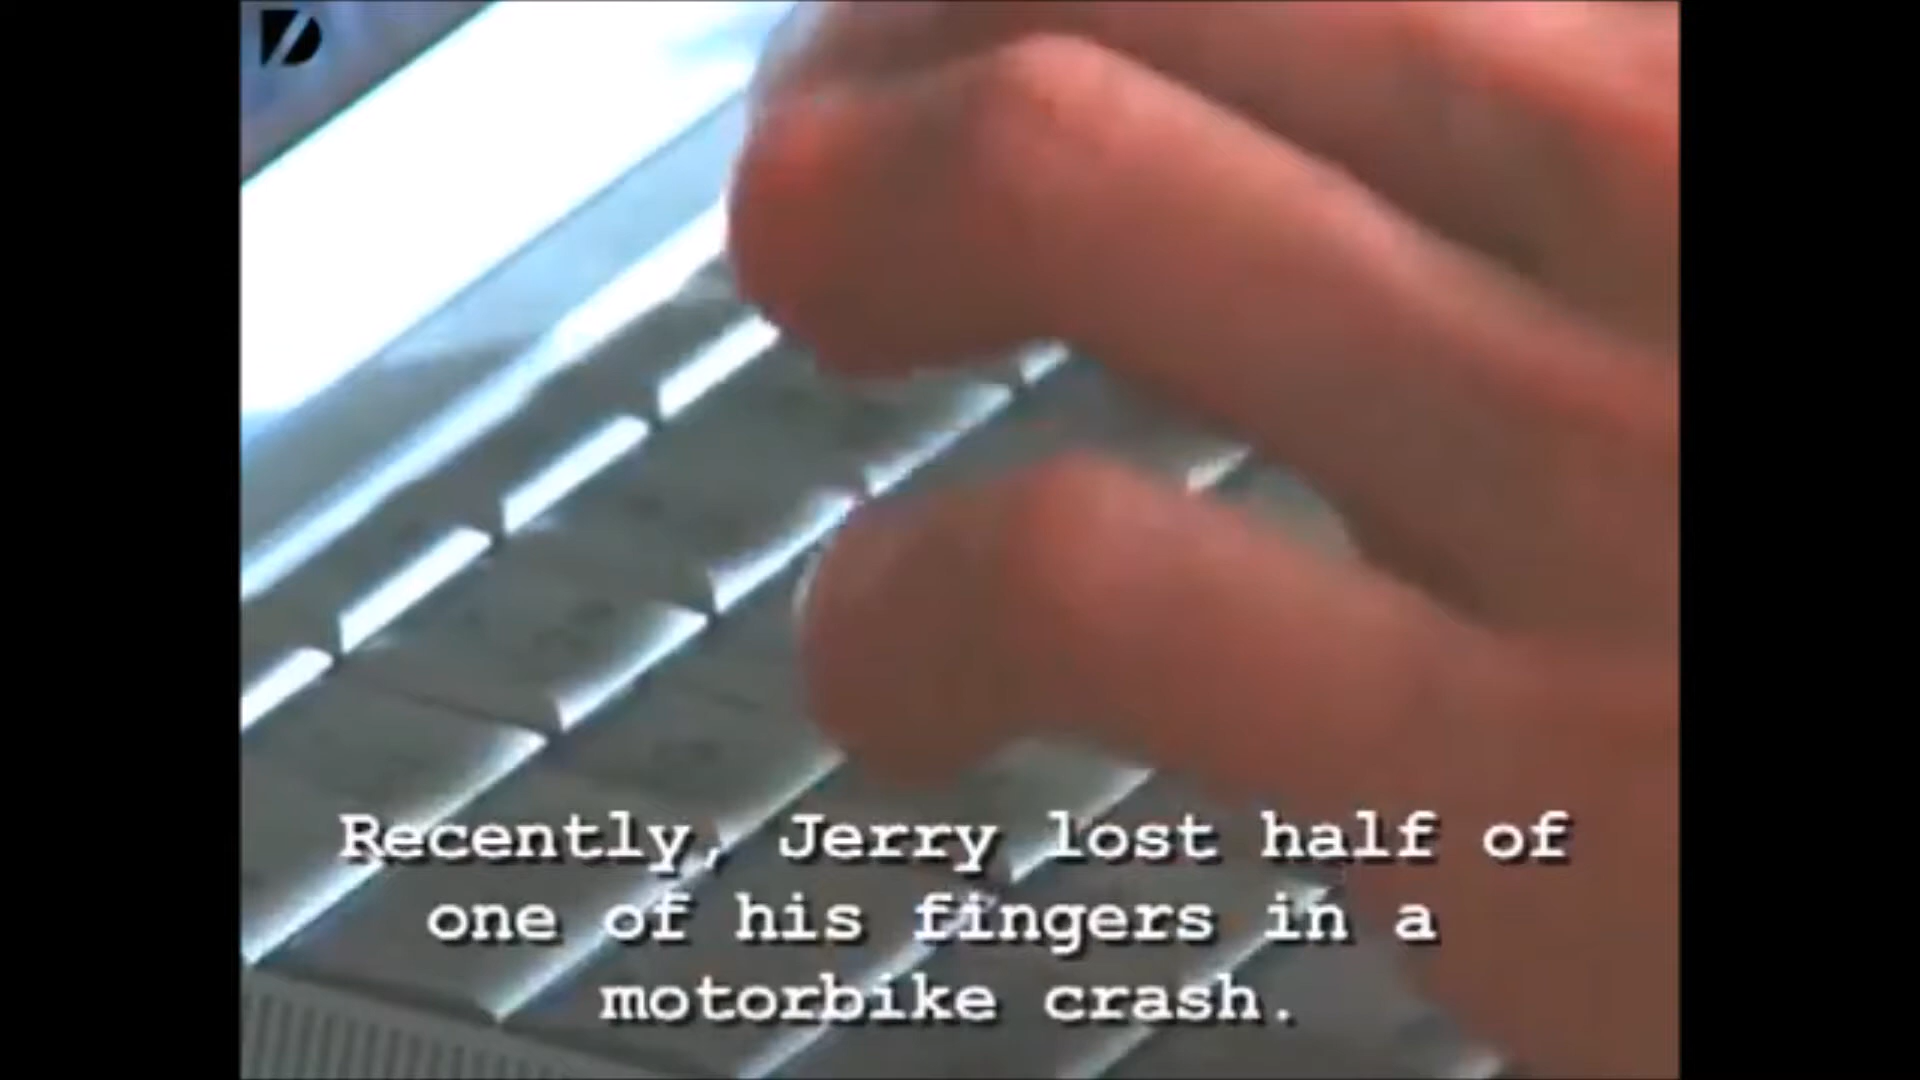 Recently, Jerry lost half of
one of his fingers in a
motorbike crash.